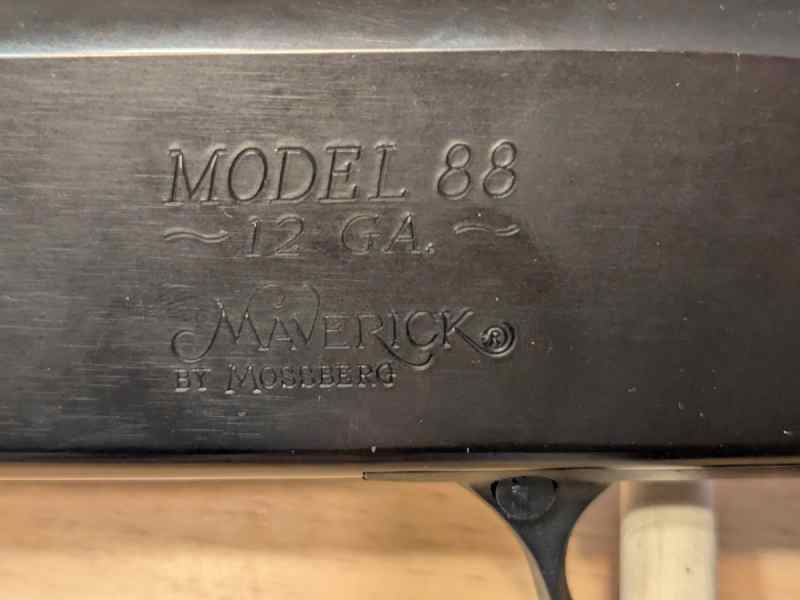 MODEL 88
~ 12 GA. ~
MAVERICK ®
BY MOSSBERG